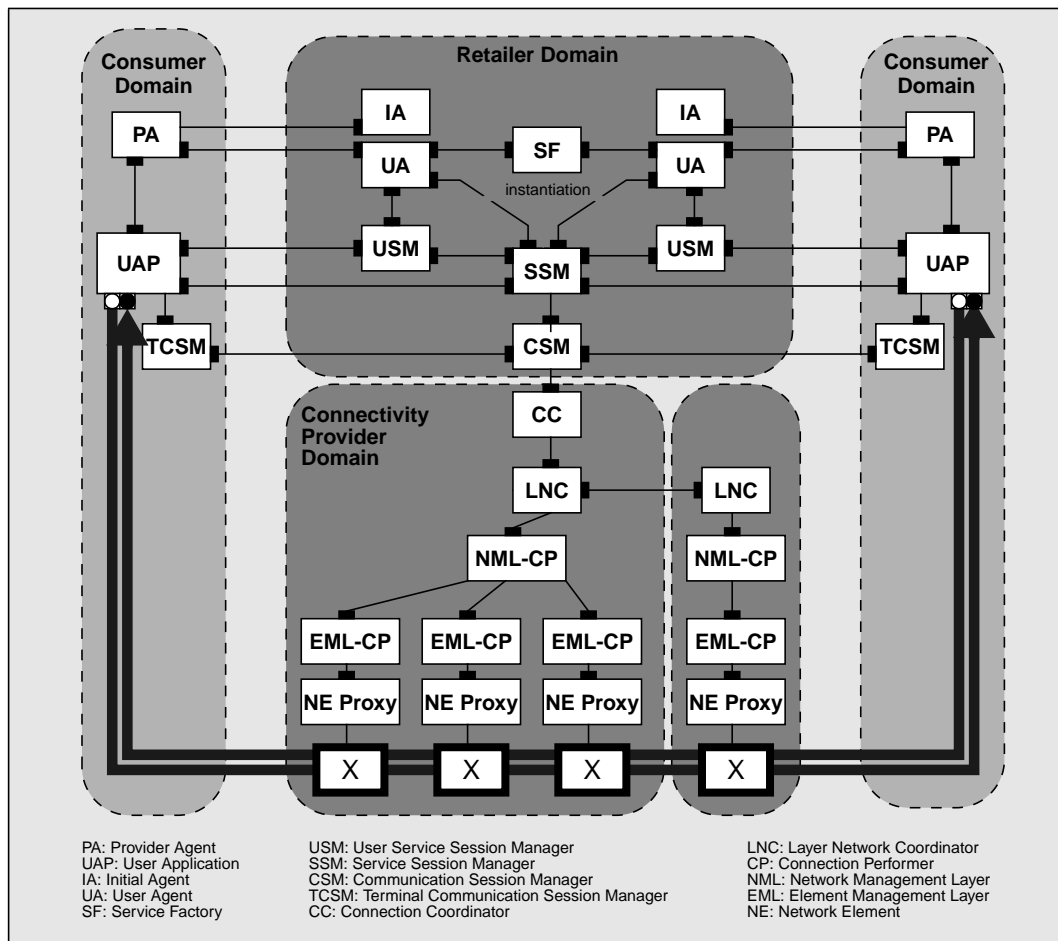 Consumer
Domain
Retailer Domain
Consumer
Domain
IA
IA
PA
SF
PA
UA
UA
instantiation
USM
USM
UAP
SSM
UAP
TCSM
CSM
TCSM
Connectivity
Provider
Domain
CC
LNC
LNC
NML-CP
NML-CP
EML-CP
EML-CP
EML-CP
EML-CP
NE Proxy
NE Proxy
NE Proxy
NE Proxy
X
X
X
X
PA: Provider Agent
UAP: User Application
IA: Initial Agent
UA: User Agent
SF: Service Factory
USM: User Service Session Manager
SSM: Service Session Manager
CSM: Communication Session Manager
TCSM: Terminal Communication Session Manager
CC: Connection Coordinator
LNC: Layer Network Coordinator
CP: Connection Performer
NML: Network Management Layer
EML: Element Management Layer
NE: Network Element